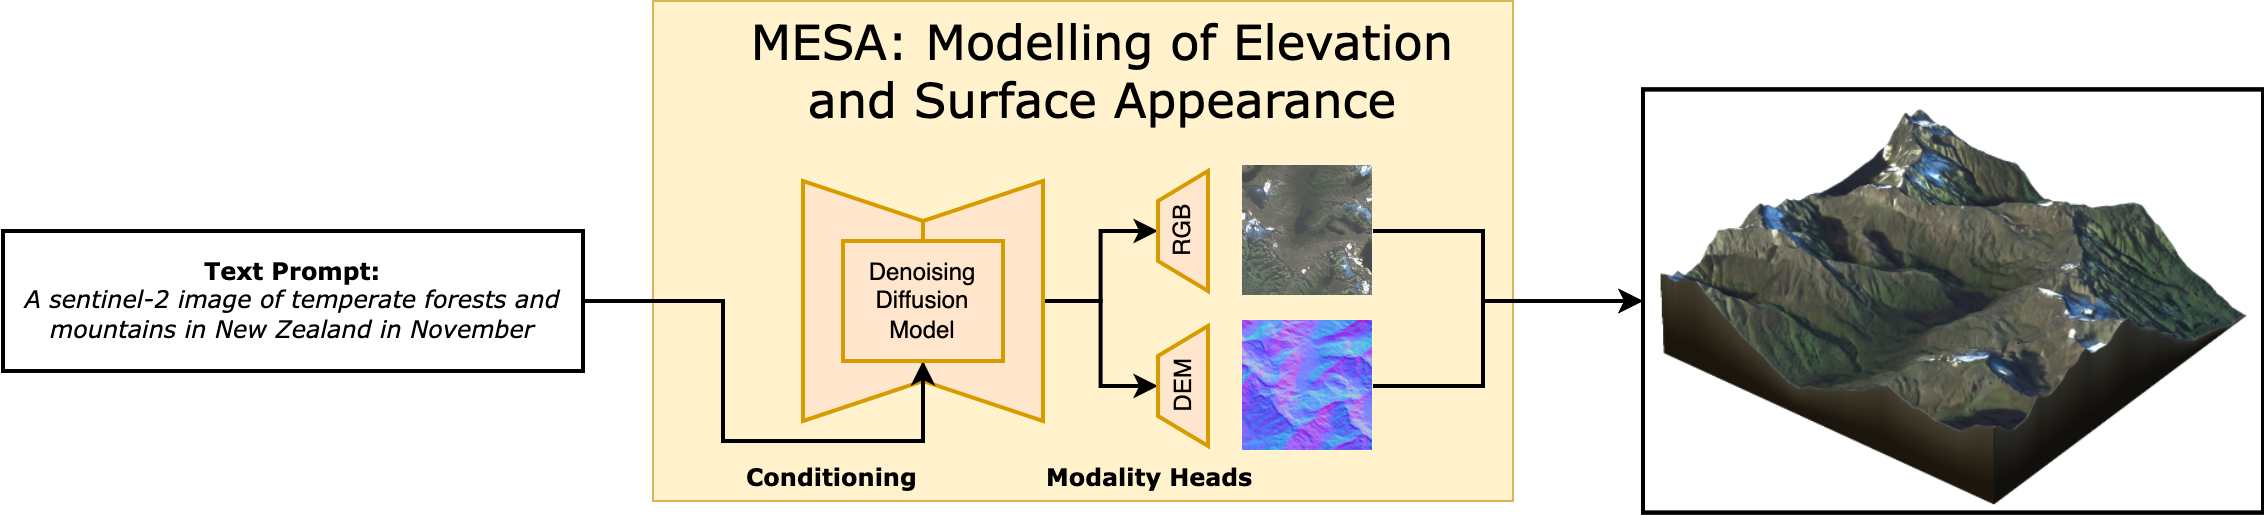 MESA: Modelling of Elevation
and Surface Appearance
Text Prompt:
A sentinel-2 image of temperate forests and
mountains in New Zealand in November
Denoising
Diffusion
Model
RGB
DEM
Conditioning
Modality Heads